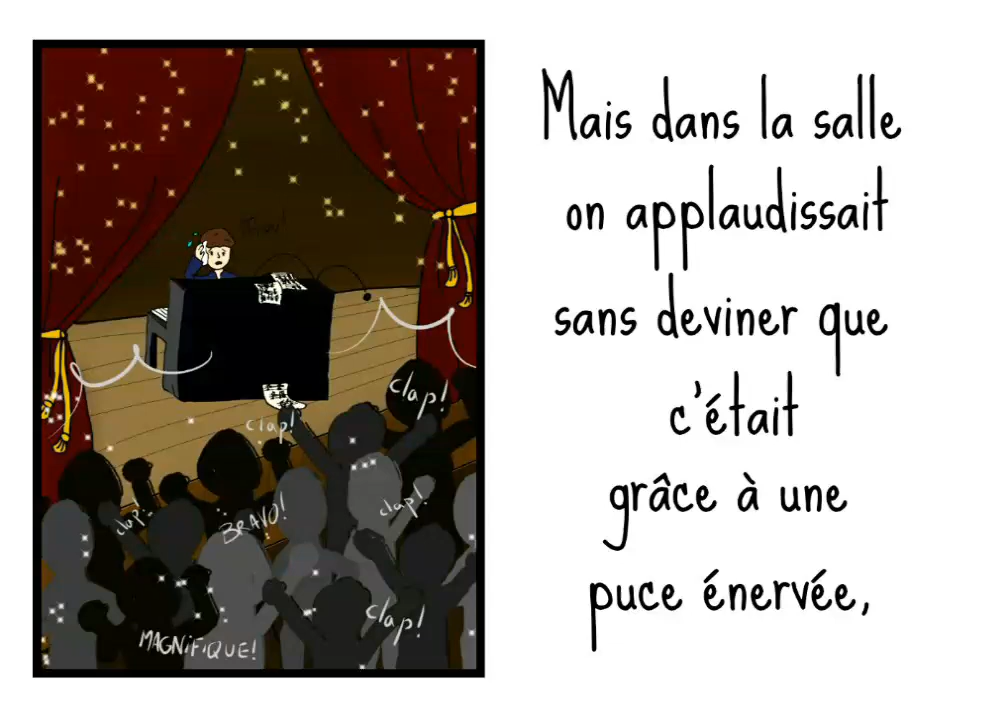 Mais dans la salle
on applaudissait
sans deviner que
c'était
grâce à une
puce énervée,
clap!
clap!
clap!
clap!
BRAVO!
clap!
MAGNIFIQUE!